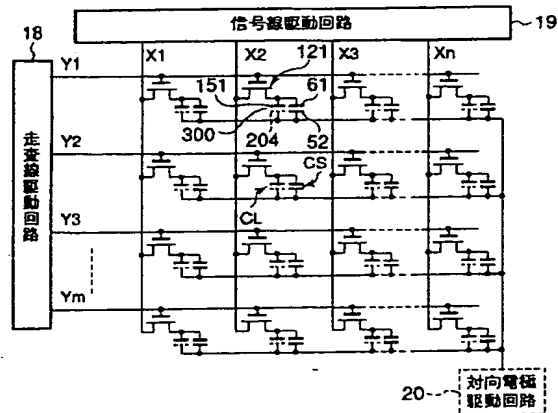 信号線駆動回路
19
18
X1 X2 X3 Xn
121
Y1
151 61
300 204 52
走査線駆動回路
Y2
CS
CL
Y3
Ym
20
対向電極
駆動回路